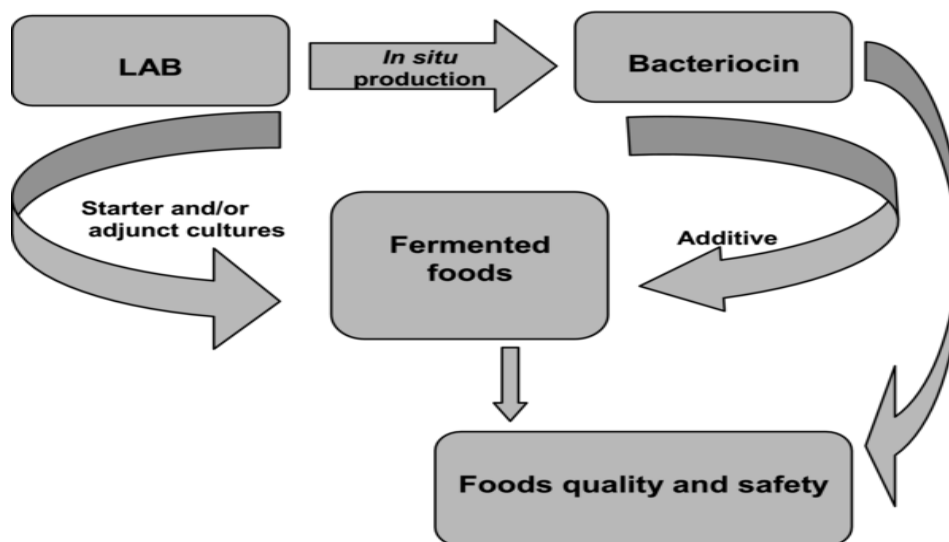 LAB
In situ
production
Bacteriocin
Starter and/or
adjunct cultures
Fermented
foods
Additive
Foods quality and safety